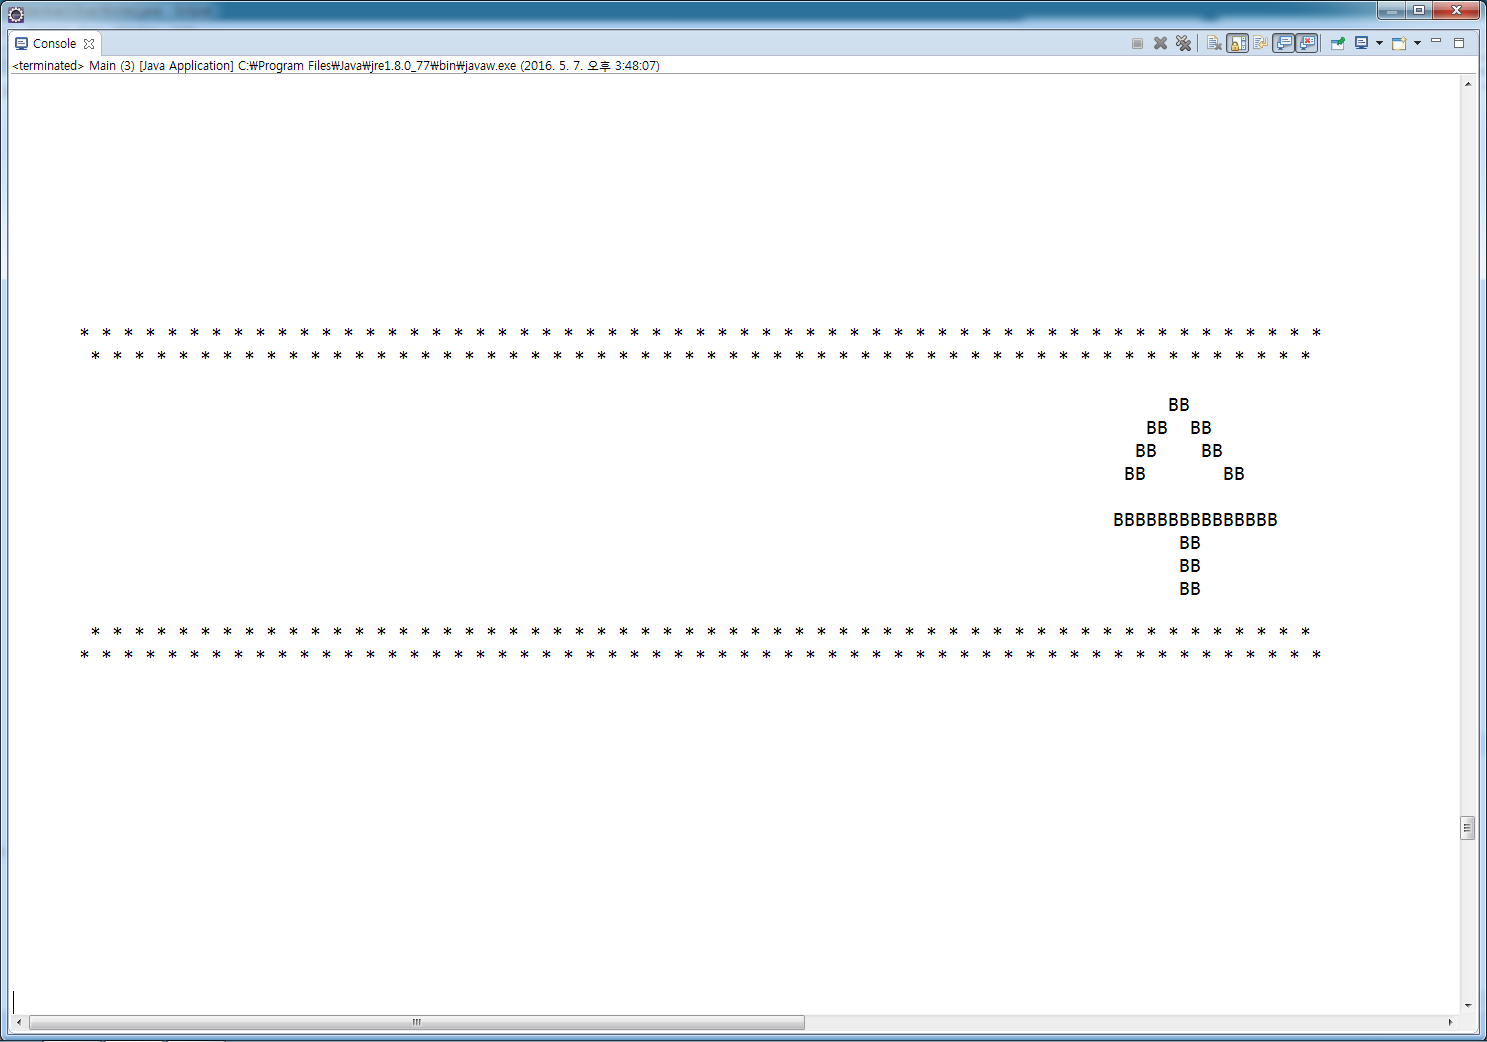 Console
<terminated> Main (3) [Java Application] C:₩Program Files₩Java₩jre1.8.0_77₩bin₩javaw.exe (2016. 5. 7. 오후 3:48:07)
* * * * * * * * * * * * * * * * * * * * * * * * * * * * * * * * * * * * * * * * * * * * * * * * * * * * * * * * *
* * * * * * * * * * * * * * * * * * * * * * * * * * * * * * * * * * * * * * * * * * * * * * * * * * * * * * * *
BB
BB BB
BB BB
BB BB
BBBBBBBBBBBBBBB
BB
BB
BB
* * * * * * * * * * * * * * * * * * * * * * * * * * * * * * * * * * * * * * * * * * * * * * * * * * * * * * * *
* * * * * * * * * * * * * * * * * * * * * * * * * * * * * * * * * * * * * * * * * * * * * * * * * * * * * * * * *